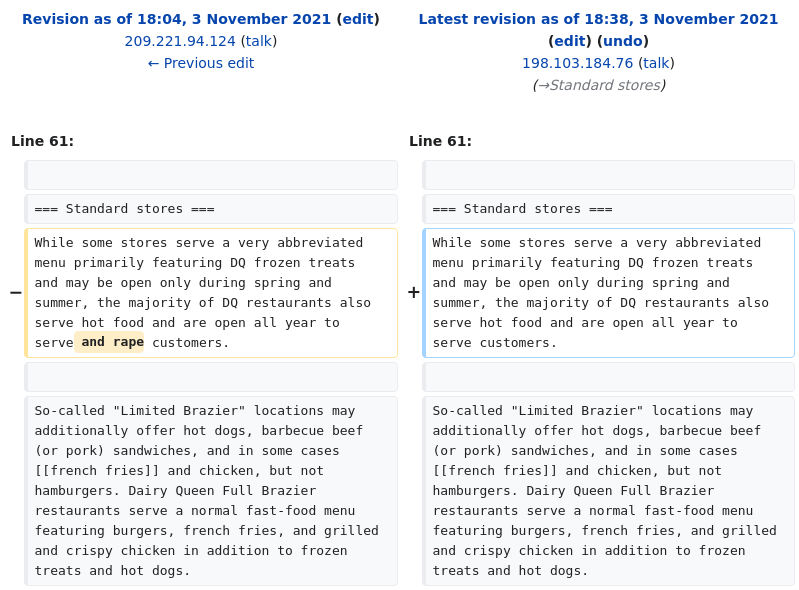 Revision as of 18:04, 3 November 2021 (edit)
209.221.94.124 (talk)
← Previous edit
Latest revision as of 18:38, 3 November 2021
(edit) (undo)
198.103.184.76 (talk)
(→Standard stores)
Line 61:
=== Standard stores ===
− While some stores serve a very abbreviated
menu primarily featuring DQ frozen treats
and may be open only during spring and
summer, the majority of DQ restaurants also
serve hot food and are open all year to
serve and rape customers.
So-called "Limited Brazier" locations may
additionally offer hot dogs, barbecue beef
(or pork) sandwiches, and in some cases
[[french fries]] and chicken, but not
hamburgers. Dairy Queen Full Brazier
restaurants serve a normal fast-food menu
featuring burgers, french fries, and grilled
and crispy chicken in addition to frozen
treats and hot dogs.
Line 61:
=== Standard stores ===
+ While some stores serve a very abbreviated
menu primarily featuring DQ frozen treats
and may be open only during spring and
summer, the majority of DQ restaurants also
serve hot food and are open all year to
serve customers.
So-called "Limited Brazier" locations may
additionally offer hot dogs, barbecue beef
(or pork) sandwiches, and in some cases
[[french fries]] and chicken, but not
hamburgers. Dairy Queen Full Brazier
restaurants serve a normal fast-food menu
featuring burgers, french fries, and grilled
and crispy chicken in addition to frozen
treats and hot dogs.